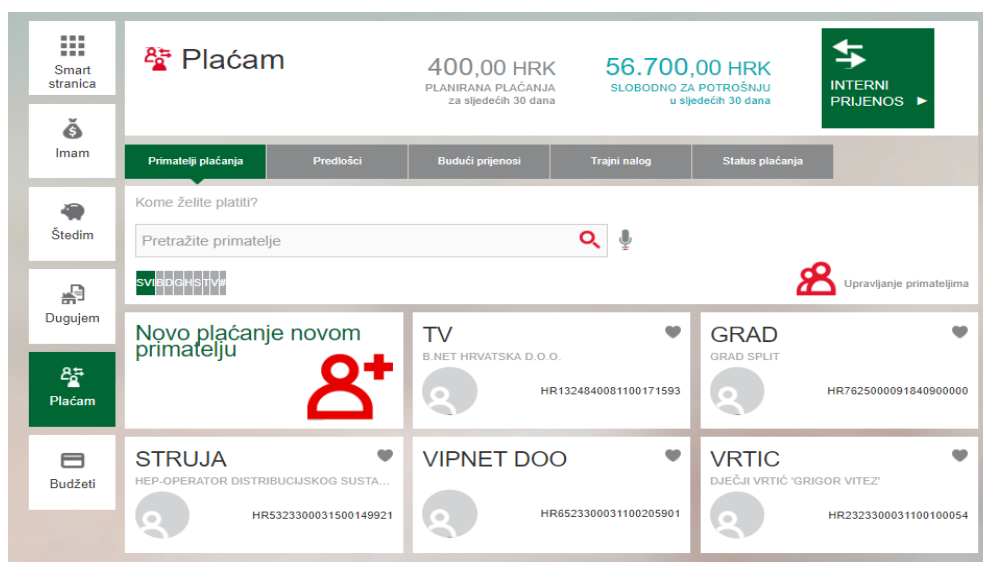 Smart
stranica
Imam
Štedim
Dugujem
Plaćam
Budžeti
Plaćam
400,00 HRK
PLANIRANA PLAĆANJA
za sljedećih 30 dana
56.700,00 HRK
SLOBODNO ZA POTROŠNJU
u sljedećih 30 dana
INTERNI
PRIJENOS
Primatelji plaćanja
Predlošci
Budući prijenosi
Trajni nalog
Status plaćanja
Kome želite platiti?
Pretražite primatelje
SVI B D G H S T V #
Upravljanje primateljima
Novo plaćanje novom
primatelju
TV
B.NET HRVATSKA D.O.O.
HR1324840081100171593
GRAD
GRAD SPLIT
HR7625000091840900000
STRUJA
HEP-OPERATOR DISTRIBUCIJSKOG SUSTA...
HR5323300031500149921
VIPNET DOO
HR6523300031100205901
VRTIC
DJEČJI VRTIĆ 'GRIGOR VITEZ'
HR2323300031100100054